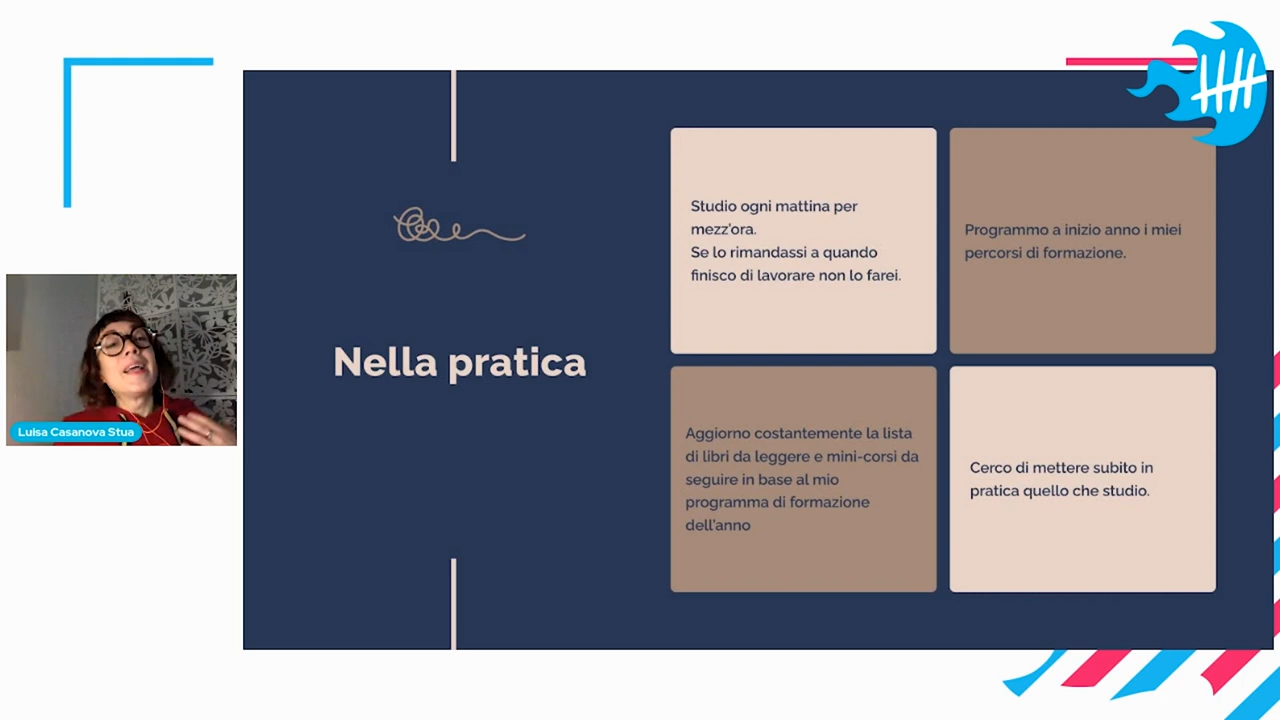 Nella pratica
Studio ogni mattina per
mezz'ora.
Se lo rimandassi a quando
finisco di lavorare non lo farei.
Programmo a inizio anno i miei
percorsi di formazione.
Aggiorno costantemente la lista
di libri da leggere e mini-corsi da
seguire in base al mio
programma di formazione
dell'anno
Cerco di mettere subito in
pratica quello che studio.
Luisa Casanova Stua